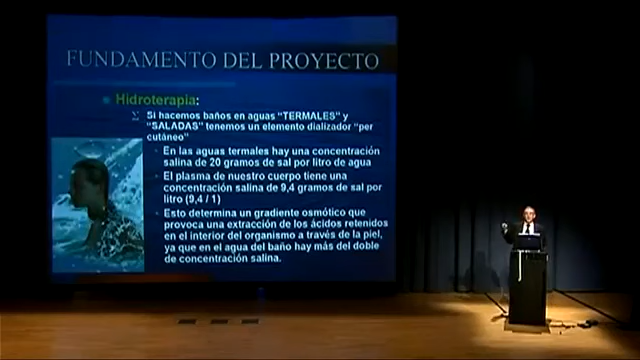 FUNDAMENTO DEL PROYECTO
Hidroterapia:
Si hacemos baños en aguas "TERMALES" y
"SALADAS" tenemos un elemento dializador "per
cutáneo"
En las aguas termales hay una concentración
salina de 20 gramos de sal por litro de agua
El plasma de nuestro cuerpo tiene una
concentración salina de 9,4 gramos de sal por
litro (9,4 / 1)
Esto determina un gradiente osmótico que
provoca una extracción de los ácidos retenidos
en el interior del organismo a través de la piel,
ya que en el agua del baño hay más del doble
de concentración salina.